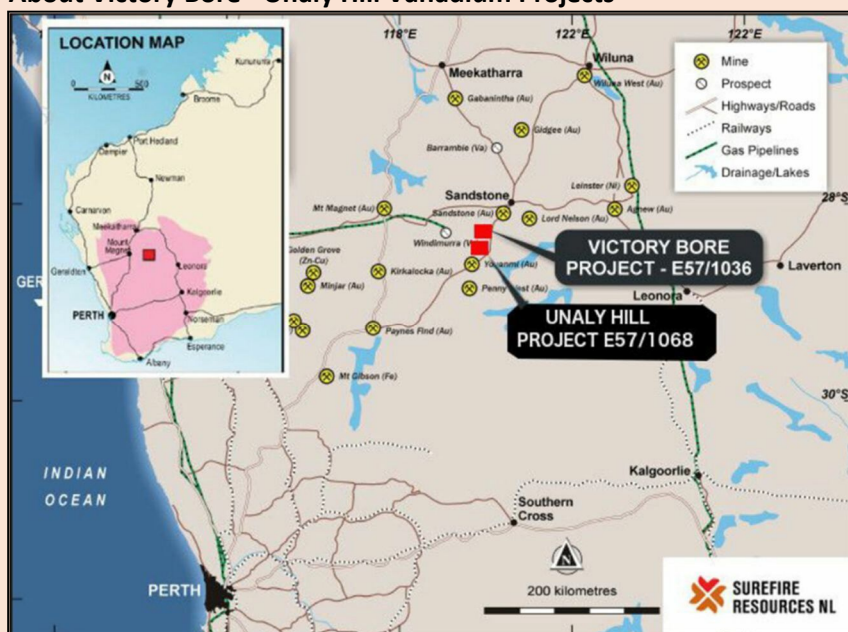 About Victory Bore - Unaly Hill Vanadium Projects
LOCATION MAP
N
0 500
KILOMETRES
Kununurra
Broome
Port Hedland
Dampier
Newman
Carnarvon
Meekatharra
Mount
Magnet
Geraldton
Leonora
Kalgoorlie
PERTH
Norseman
Esperance
Albany
118°E
122°E
122°E
Meekatharra
Wiluna
Wiluna West (Au)
Gabanintha (Au)
Gidgee (Au)
Barrambie (Va)
Leinster (Ni)
Sandstone
28°S
Mt Magnet (Au)
Sandstone (Au)
Lord Nelson (Au)
Agnew (Au)
Windimurra (V
Golden Grove
(Zn-Cu)
Kirkalocka (Au)
Youanmi (Au)
Minjar (Au)
Penny West (Au)
Leonora
Laverton
GER
Paynes Find (Au)
Mt Gibson (Fe)
30°S
VICTORY BORE
PROJECT - E57/1036
UNALY HILL
PROJECT E57/1068
Mine
Prospect
Highways/Roads
Railways
Gas Pipelines
Drainage/Lakes
INDIAN
OCEAN
Kalgoorlie
Southern
Cross
PERTH
N
200 kilometres
SUREFIRE
RESOURCES NL